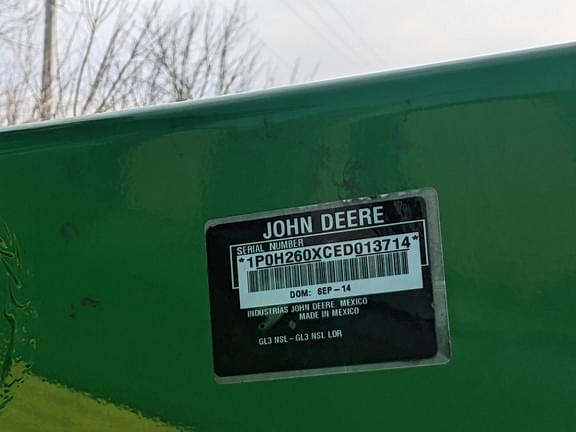 JOHN DEERE
SERIAL NUMBER
*1P0H260XCED013714*
DOM: SEP-14
INDUSTRIAS JOHN DEERE, MEXICO
MADE IN MEXICO
GL3 NSL-GL3 NSL LDR